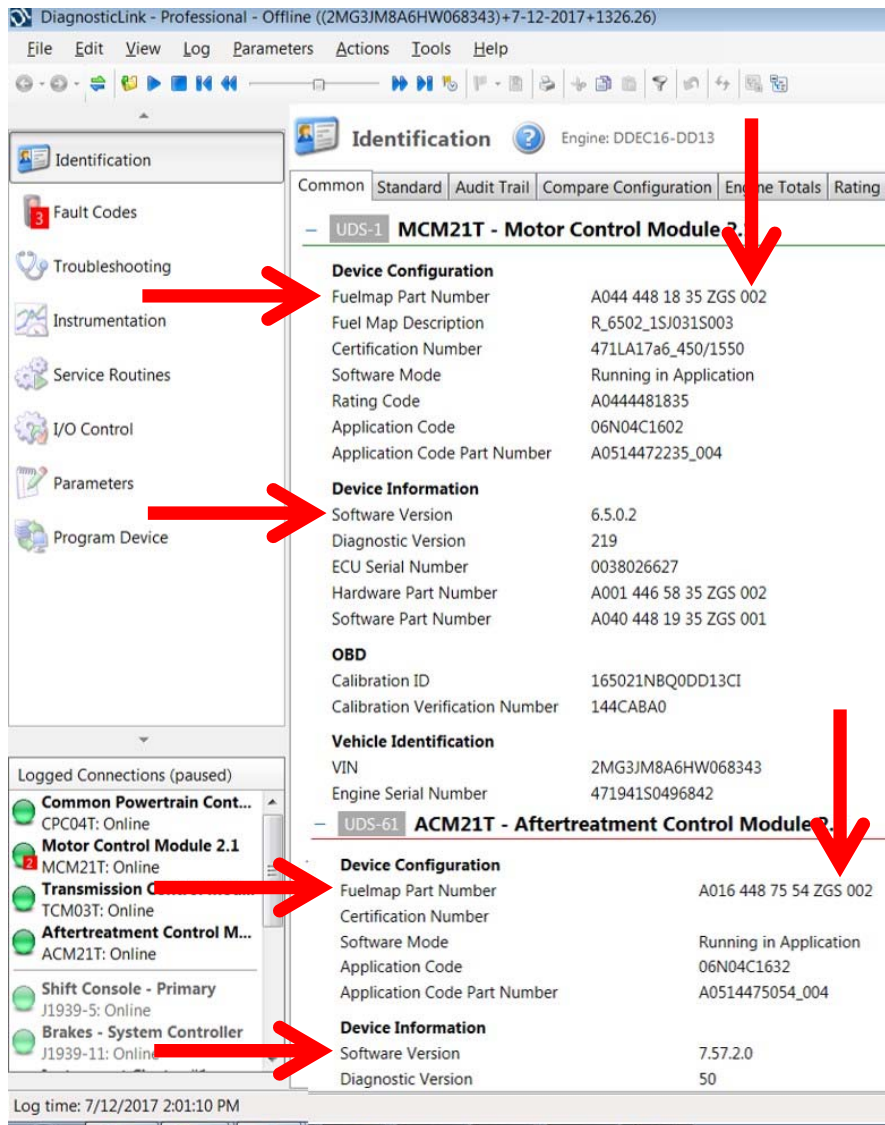 DiagnosticLink - Professional - Offline ((2MG3JM8A6HW068343)+7-12-2017+1326.26)
File Edit View Log Parameters Actions Tools Help
Identification
3 Fault Codes
Troubleshooting
Instrumentation
Service Routines
I/O Control
Parameters
Program Device
Logged Connections (paused)
Common Powertrain Cont...
CPC04T: Online
Motor Control Module 2.1
2 MCM21T: Online
Transmission
TCM03T: Online
Aftertreatment Control M...
ACM21T: Online
Shift Console - Primary
J1939-5: Online
Brakes - System Controller
J1939-11: Online
Identification ? Engine: DDEC16-DD13
Common Standard Audit Trail Compare Configuration Engine Totals Rating
UDS-1 MCM21T - Motor Control Module
Device Configuration
Fuelmap Part Number A044 448 18 35 ZGS 002
Fuel Map Description R_6502_1SJ031S003
Certification Number 471LA17a6_450/1550
Software Mode Running in Application
Rating Code A0444481835
Application Code 06N04C1602
Application Code Part Number A0514472235_004
Device Information
Software Version 6.5.0.2
Diagnostic Version 219
ECU Serial Number 0038026627
Hardware Part Number A001 446 58 35 ZGS 002
Software Part Number A040 448 19 35 ZGS 001
OBD
Calibration ID 165021NBQ0DD13CI
Calibration Verification Number 144CABA0
Vehicle Identification
VIN 2MG3JM8A6HW068343
Engine Serial Number 471941S0496842
UDS-61 ACM21T - Aftertreatment Control Module
Device Configuration
Fuelmap Part Number A016 448 75 54 ZGS 002
Certification Number
Software Mode Running in Application
Application Code 06N04C1632
Application Code Part Number A0514475054_004
Device Information
Software Version 7.57.2.0
Diagnostic Version 50
Log time: 7/12/2017 2:01:10 PM